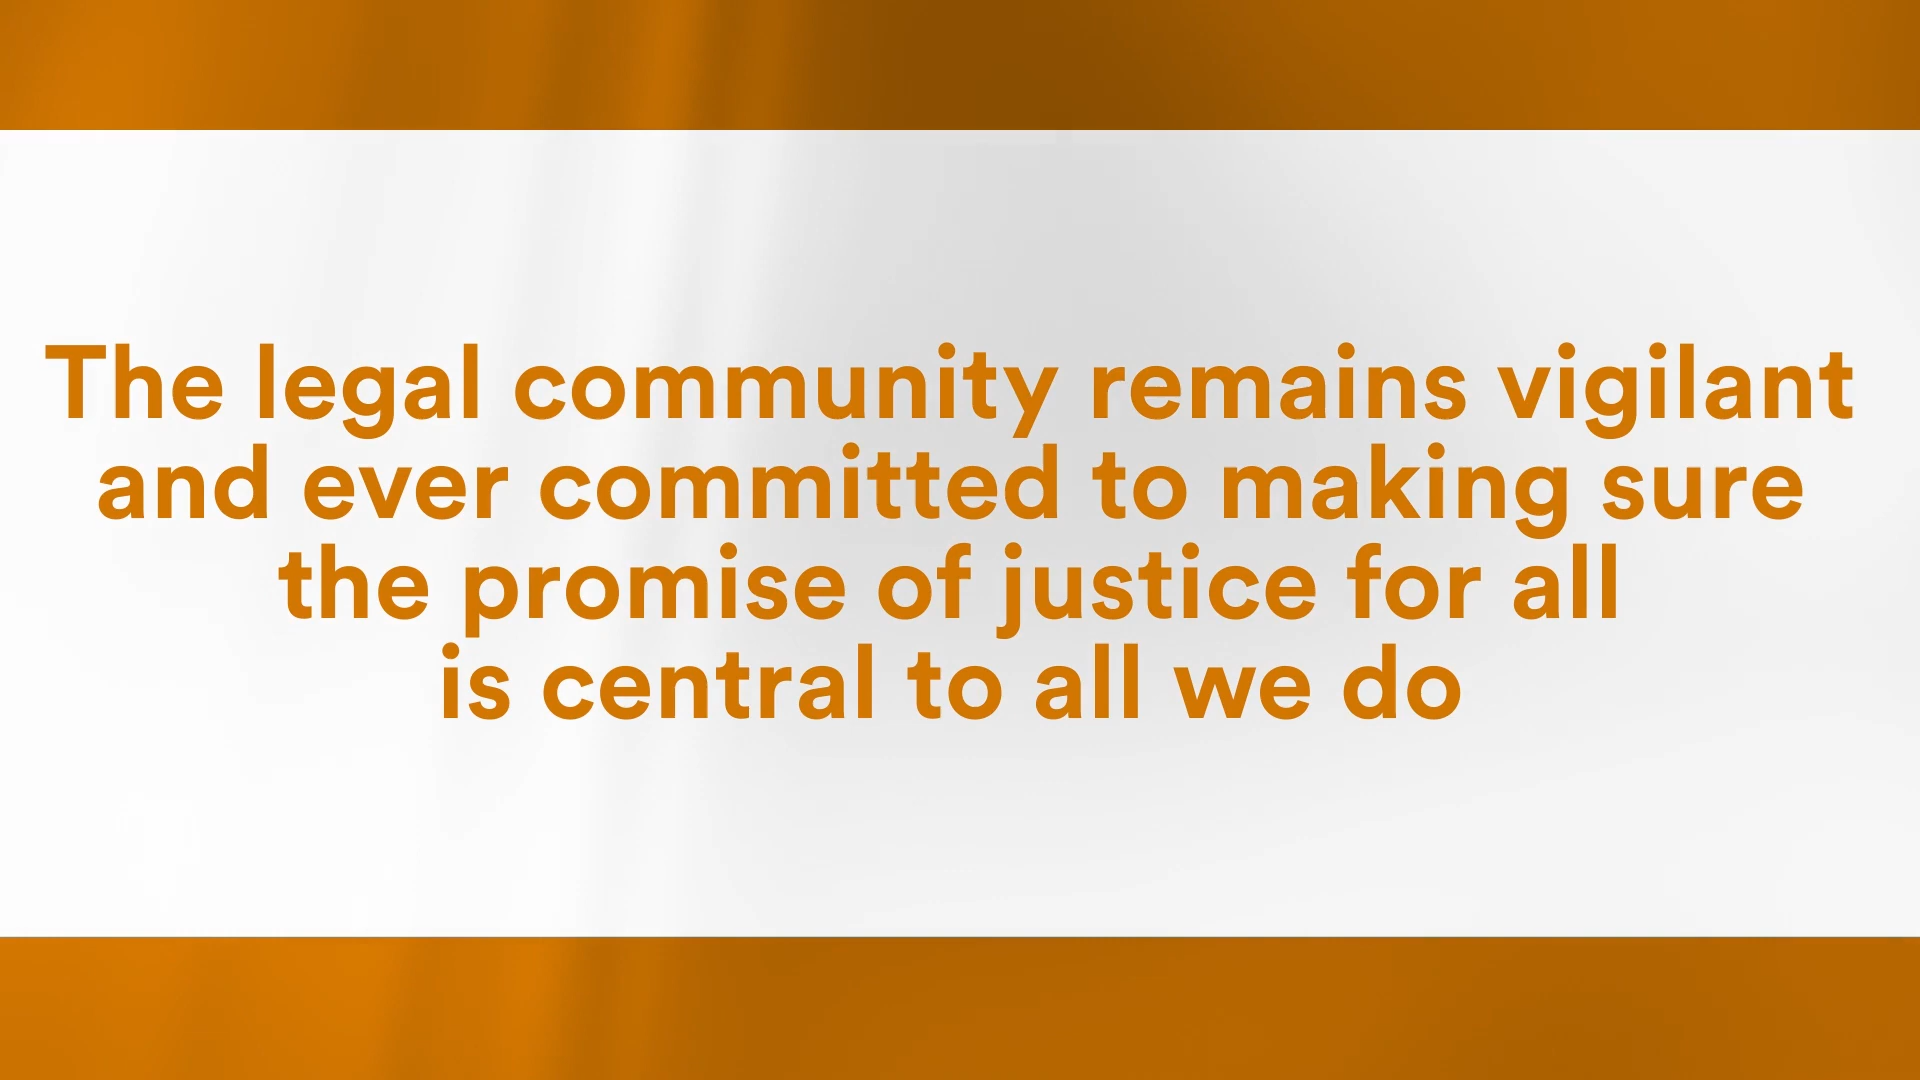 The legal community remains vigilant
and ever committed to making sure
the promise of justice for all
is central to all we do